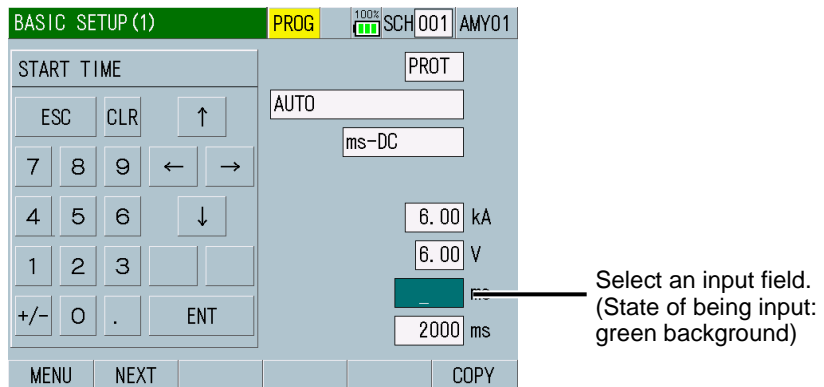 BASIC SETUP(1) PROG 100% SCH 001 AMY01
START TIME PROT
ESC CLR ↑ AUTO
ms-DC
7 8 9 ← →
4 5 6 ↓ 6.00 kA
6.00 V
1 2 3
_ ms
+/- 0 . ENT
2000 ms
Select an input field.
(State of being input:
green background)
MENU NEXT COPY